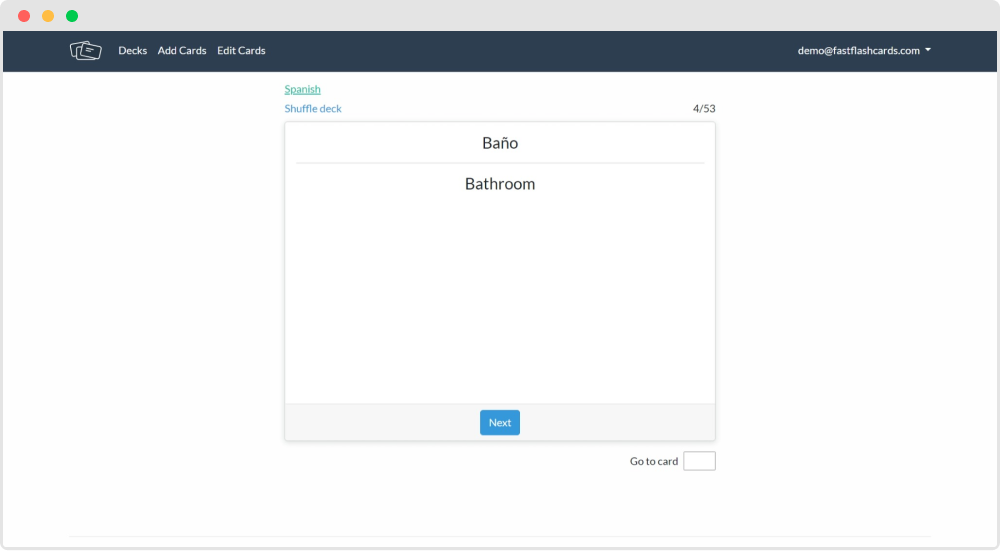 Decks Add Cards Edit Cards demo@fastflashcards.com
Spanish
Shuffle deck 4/53
Baño
Bathroom
Next
Go to card